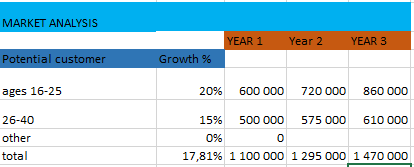 MARKET ANALYSIS
YEAR 1 Year 2 YEAR 3
Potential customer Growth %
ages 16-25 20% 600 000 720 000 860 000
26-40 15% 500 000 575 000 610 000
other 0% 0
total 17,81% 1 100 000 1 295 000 1 470 000